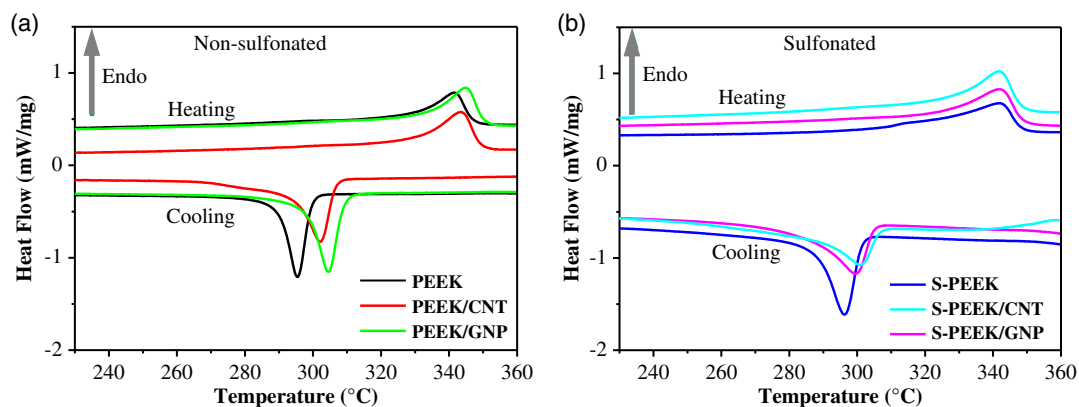 (a)
Non-sulfonated
Endo
Heating
Cooling
PEEK
PEEK/CNT
PEEK/GNP
1
0
-1
-2
Heat Flow (mW/mg)
240 260 280 300 320 340 360
Temperature (°C)
(b)
Sulfonated
Endo
Heating
Cooling
S-PEEK
S-PEEK/CNT
S-PEEK/GNP
1
0
-1
-2
Heat Flow (mW/mg)
240 260 280 300 320 340 360
Temperature (°C)